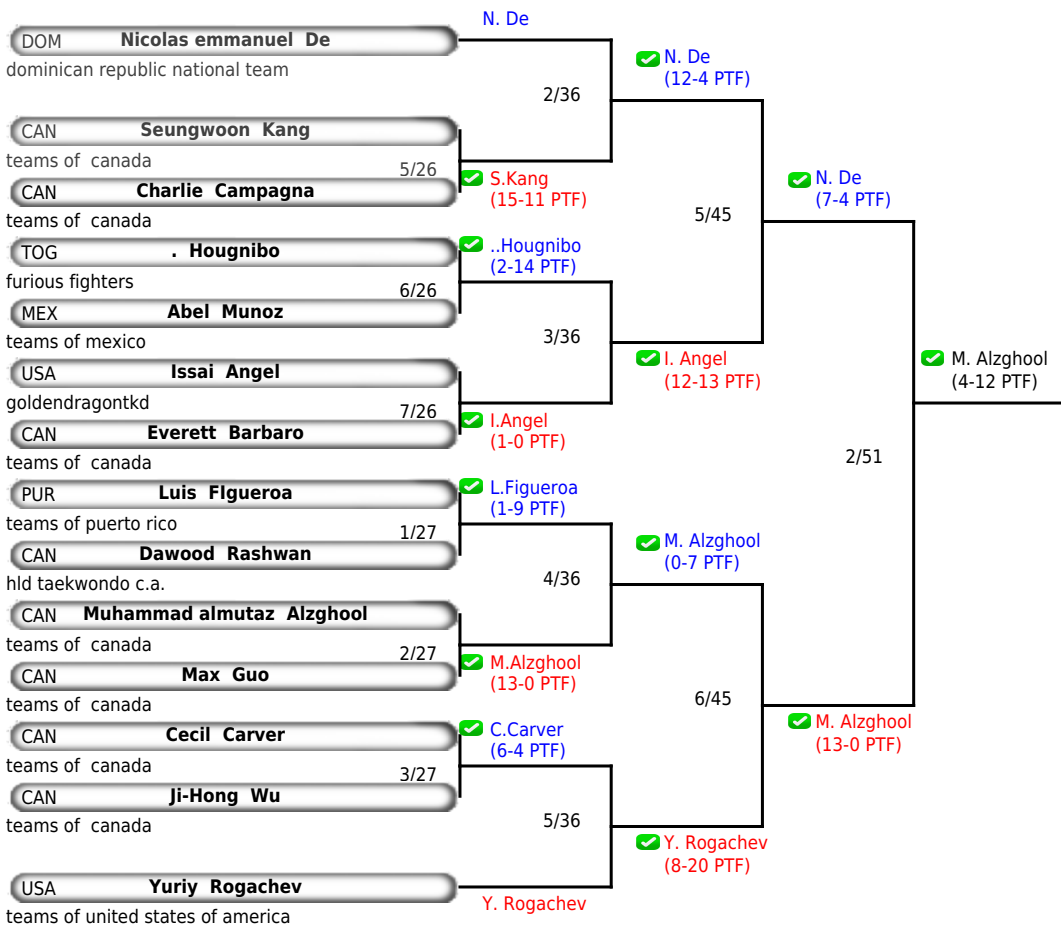 N. De
DOM Nicolas emmanuel De
dominican republic national team
N. De
(12-4 PTF)
2/36
CAN Seungwoon Kang
teams of canada
5/26
CAN Charlie Campagna
teams of canada
S.Kang
(15-11 PTF)
N. De
(7-4 PTF)
5/45
TOG . Hougnibo
furious fighters
..Hougnibo
(2-14 PTF)
6/26
MEX Abel Munoz
teams of mexico
3/36
I. Angel
(12-13 PTF)
USA Issai Angel
goldendragontkd
7/26
CAN Everett Barbaro
teams of canada
I.Angel
(1-0 PTF)
M. Alzghool
(4-12 PTF)
2/51
PUR Luis FIgueroa
teams of puerto rico
L.Figueroa
(1-9 PTF)
1/27
CAN Dawood Rashwan
hld taekwondo c.a.
M. Alzghool
(0-7 PTF)
4/36
CAN Muhammad almutaz Alzghool
teams of canada
2/27
CAN Max Guo
teams of canada
M.Alzghool
(13-0 PTF)
6/45
M. Alzghool
(13-0 PTF)
CAN Cecil Carver
teams of canada
C.Carver
(6-4 PTF)
3/27
CAN Ji-Hong Wu
teams of canada
5/36
Y. Rogachev
(8-20 PTF)
USA Yuriy Rogachev
teams of united states of america
Y. Rogachev